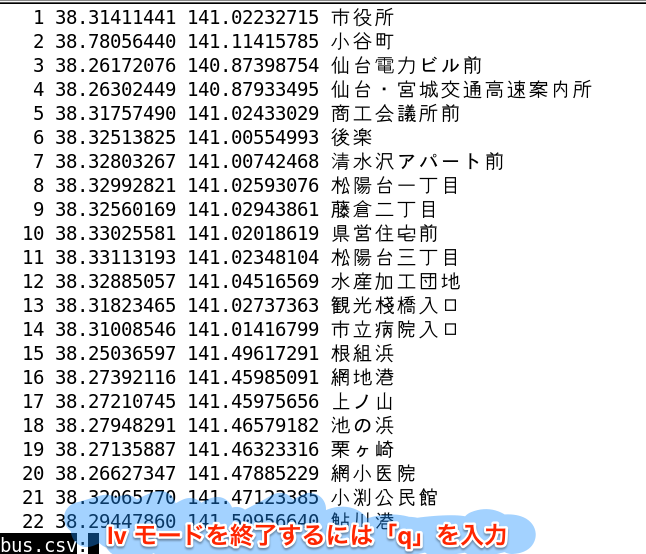 1 38.31411441 141.02232715 市役所
2 38.78056440 141.11415785 小谷町
3 38.26172076 140.87398754 仙台電力ビル前
4 38.26302449 140.87933495 仙台・宮城交通高速案内所
5 38.31757490 141.02433029 商工会議所前
6 38.32513825 141.00554993 後楽
7 38.32803267 141.00742468 清水沢アパート前
8 38.32992821 141.02593076 松陽台一丁目
9 38.32560169 141.02943861 藤倉二丁目
10 38.33025581 141.02018619 県営住宅前
11 38.33113193 141.02348104 松陽台三丁目
12 38.32885057 141.04516569 水産加工団地
13 38.31823465 141.02737363 観光棧橋入口
14 38.31008546 141.01416799 市立病院入口
15 38.25036597 141.49617291 根組浜
16 38.27392116 141.45985091 網地港
17 38.27210745 141.45975656 上ノ山
18 38.27948291 141.46579182 池の浜
19 38.27135887 141.46323316 栗ヶ崎
20 38.26627347 141.47885229 網小医院
21 38.32065770 141.47123385 小渕公民館
22 38.29447860 141.50956640 鮎川港
bus.csv:
lv モードを終了するには「q」を入力